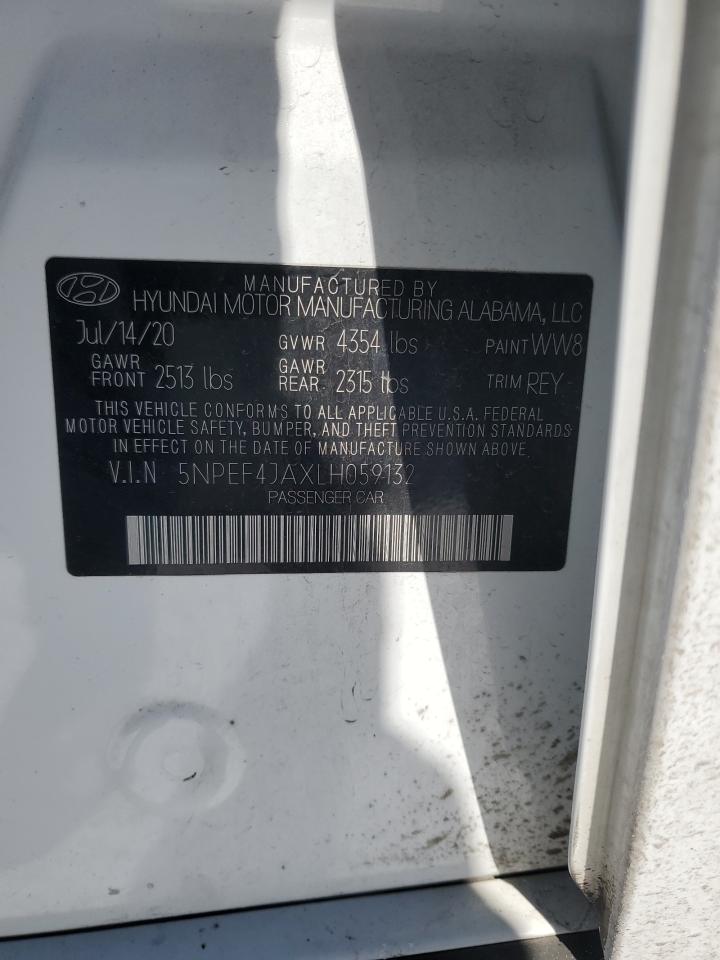 MANUFACTURED BY
HYUNDAI MOTOR MANUFACTURING ALABAMA, LLC
Jul/14/20 GVWR 4354 lbs PAINT WW8
GAWR FRONT 2513 lbs GAWR REAR 2315 lbs TRIM REY
THIS VEHICLE CONFORMS TO ALL APPLICABLE U.S.A. FEDERAL
MOTOR VEHICLE SAFETY, BUMPER, AND THEFT PREVENTION STANDARDS
IN EFFECT ON THE DATE OF MANUFACTURE SHOWN ABOVE.
V.I.N 5NPEF4JAXLH059132
PASSENGER CAR